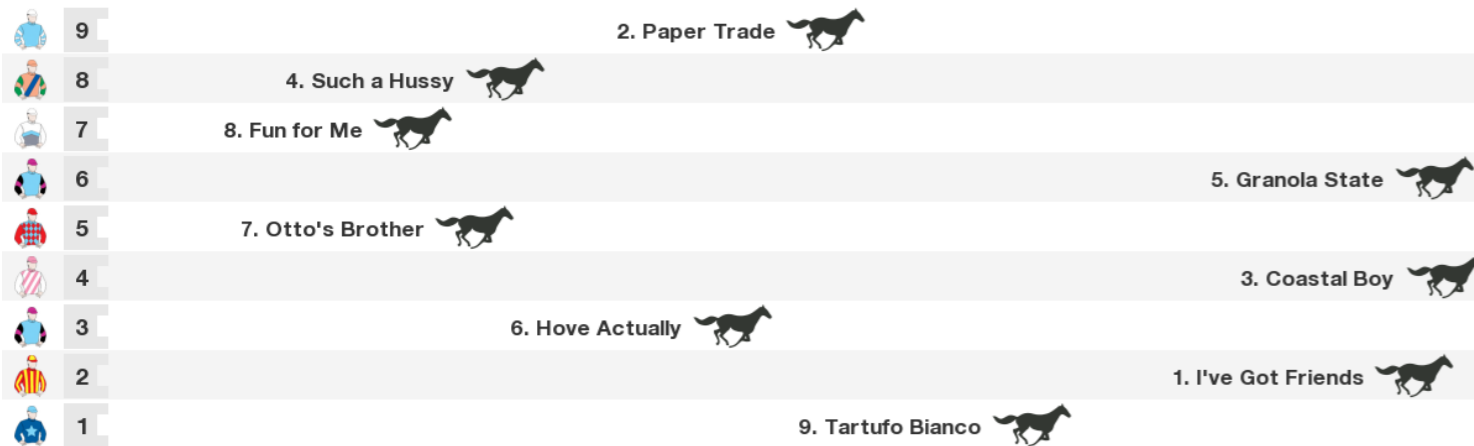 9 2. Paper Trade
8 4. Such a Hussy
7 8. Fun for Me
6 5. Granola State
5 7. Otto's Brother
4 3. Coastal Boy
3 6. Hove Actually
2 1. I've Got Friends
1 9. Tartufo Bianco